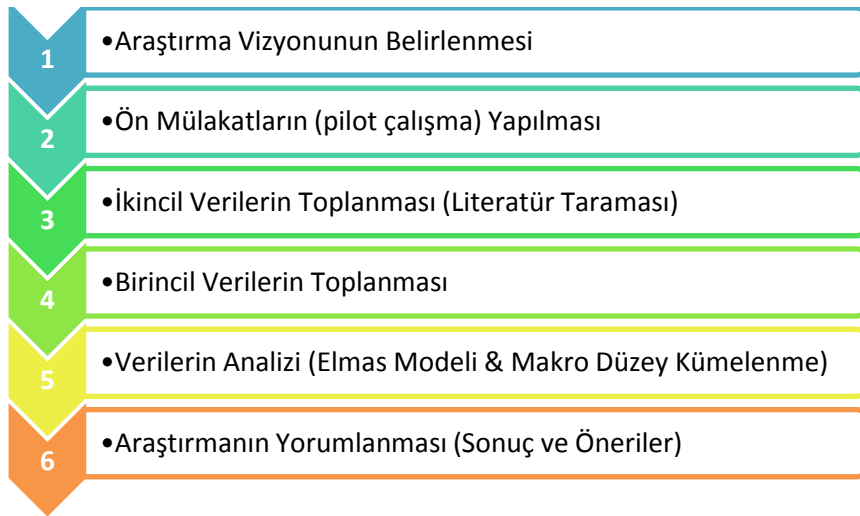 1
•Araştırma Vizyonunun Belirlenmesi
2
•Ön Mülakatların (pilot çalışma) Yapılması
3
•İkincil Verilerin Toplanması (Literatür Taraması)
4
•Birincil Verilerin Toplanması
5
•Verilerin Analizi (Elmas Modeli & Makro Düzey Kümelenme)
6
•Araştırmanın Yorumlanması (Sonuç ve Öneriler)